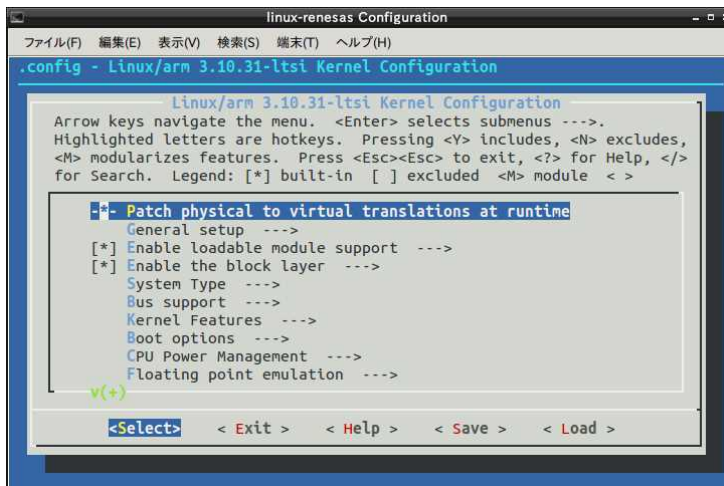 linux-renesas Configuration
ファイル(F) 編集(E) 表示(V) 検索(S) 端末(T) ヘルプ(H)
.config - Linux/arm 3.10.31-ltsi Kernel Configuration
Linux/arm 3.10.31-ltsi Kernel Configuration
Arrow keys navigate the menu. <Enter> selects submenus --->.
Highlighted letters are hotkeys. Pressing <Y> includes, <N> excludes,
<M> modularizes features. Press <Esc><Esc> to exit, <?> for Help, </>
for Search. Legend: [*] built-in [ ] excluded <M> module < >
-*- Patch physical to virtual translations at runtime
General setup --->
[*] Enable loadable module support --->
[*] Enable the block layer --->
System Type --->
Bus support --->
Kernel Features --->
Boot options --->
CPU Power Management --->
Floating point emulation --->
v(+)
<Select> < Exit > < Help > < Save > < Load >